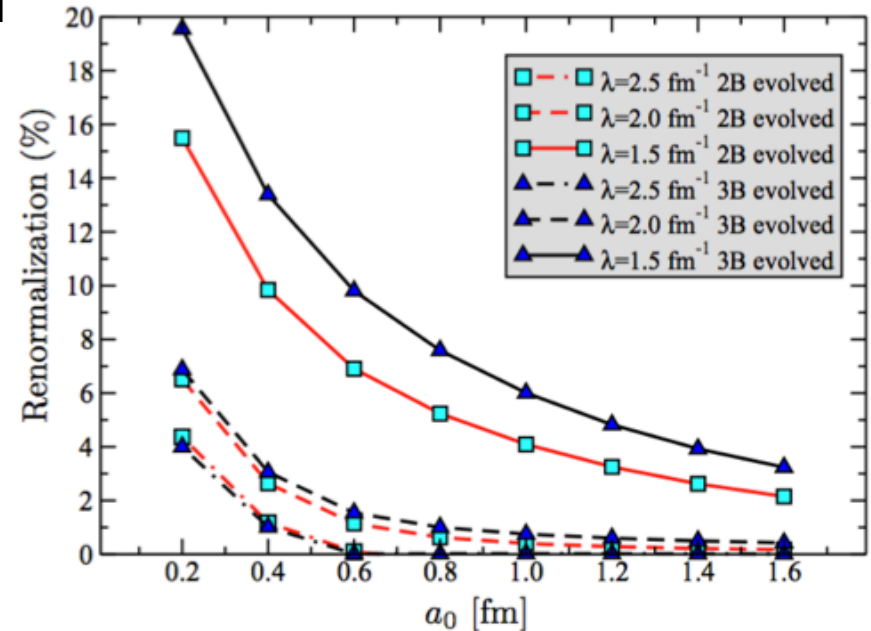 20
18
16
14
12
10
8
6
4
2
0
Renormalization (%)
λ=2.5 fm⁻¹ 2B evolved
λ=2.0 fm⁻¹ 2B evolved
λ=1.5 fm⁻¹ 2B evolved
λ=2.5 fm⁻¹ 3B evolved
λ=2.0 fm⁻¹ 3B evolved
λ=1.5 fm⁻¹ 3B evolved
0.2 0.4 0.6 0.8 1.0 1.2 1.4 1.6
a₀ [fm]